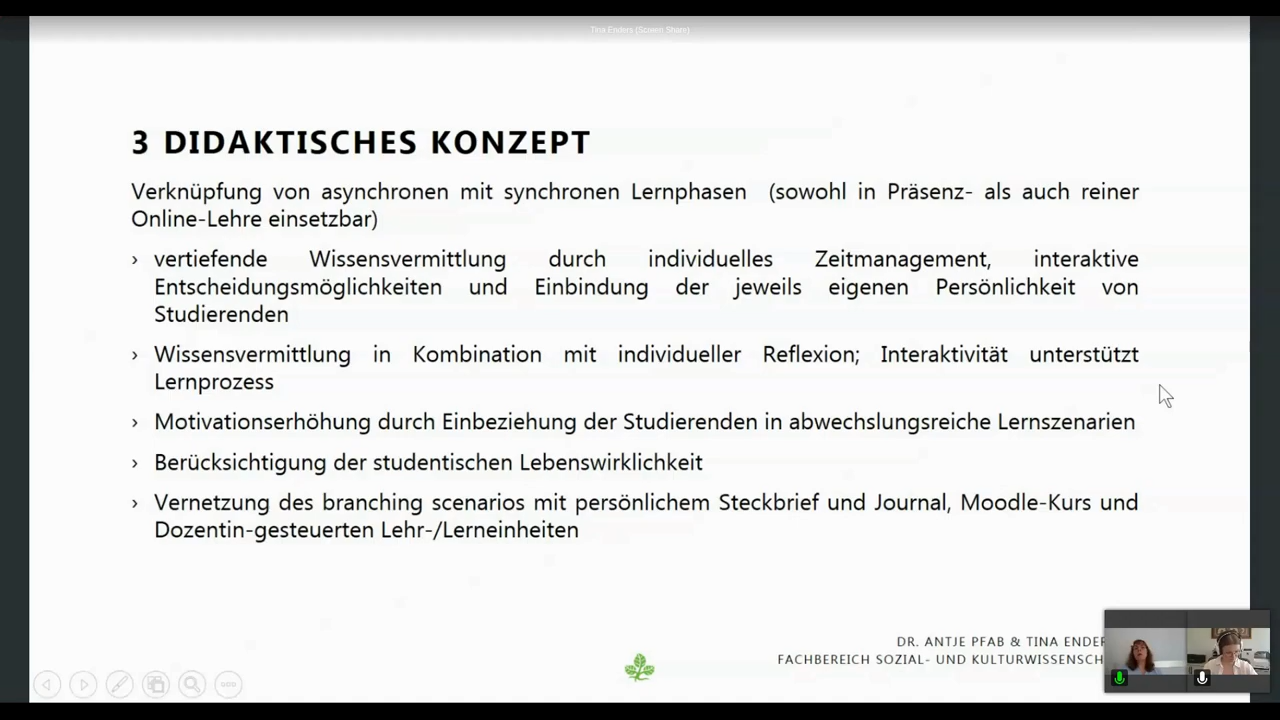 Tina Enders (Screen Share)
3 DIDAKTISCHES KONZEPT
Verknüpfung von asynchronen mit synchronen Lernphasen (sowohl in Präsenz- als auch reiner
Online-Lehre einsetzbar)
› vertiefende Wissensvermittlung durch individuelles Zeitmanagement, interaktive
Entscheidungsmöglichkeiten und Einbindung der jeweils eigenen Persönlichkeit von
Studierenden
› Wissensvermittlung in Kombination mit individueller Reflexion; Interaktivität unterstützt
Lernprozess
› Motivationserhöhung durch Einbeziehung der Studierenden in abwechslungsreiche Lernszenarien
› Berücksichtigung der studentischen Lebenswirklichkeit
› Vernetzung des branching scenarios mit persönlichem Steckbrief und Journal, Moodle-Kurs und
Dozentin-gesteuerten Lehr-/Lerneinheiten
DR. ANTJE PFAB & TINA ENDER
FACHBEREICH SOZIAL- UND KULTURWISSENSCH